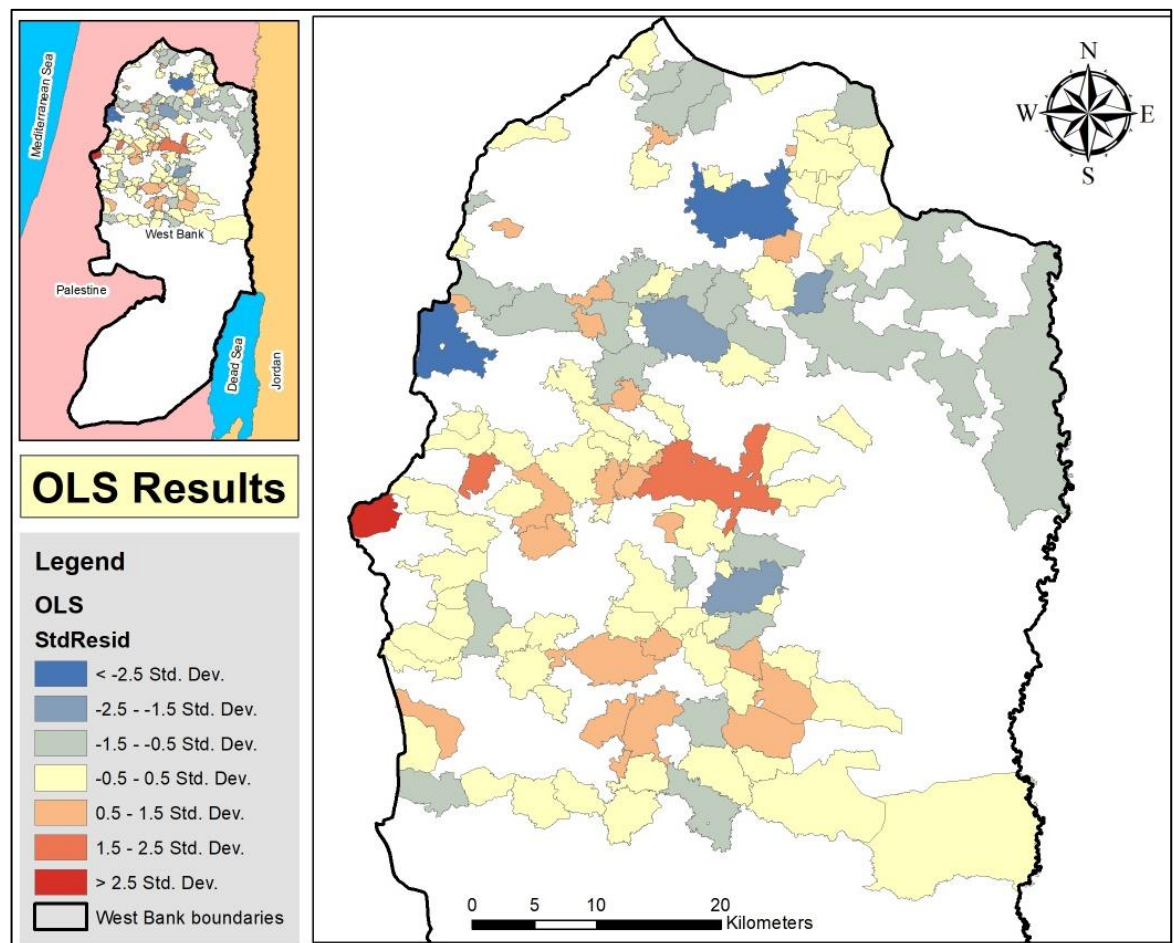 Mediterranean Sea
West Bank
Palestine
Dead Sea
Jordan
OLS Results
Legend
OLS
StdResid
< -2.5 Std. Dev.
-2.5 - -1.5 Std. Dev.
-1.5 - -0.5 Std. Dev.
-0.5 - 0.5 Std. Dev.
0.5 - 1.5 Std. Dev.
1.5 - 2.5 Std. Dev.
> 2.5 Std. Dev.
West Bank boundaries
N
W E
S
0 5 10 20
Kilometers